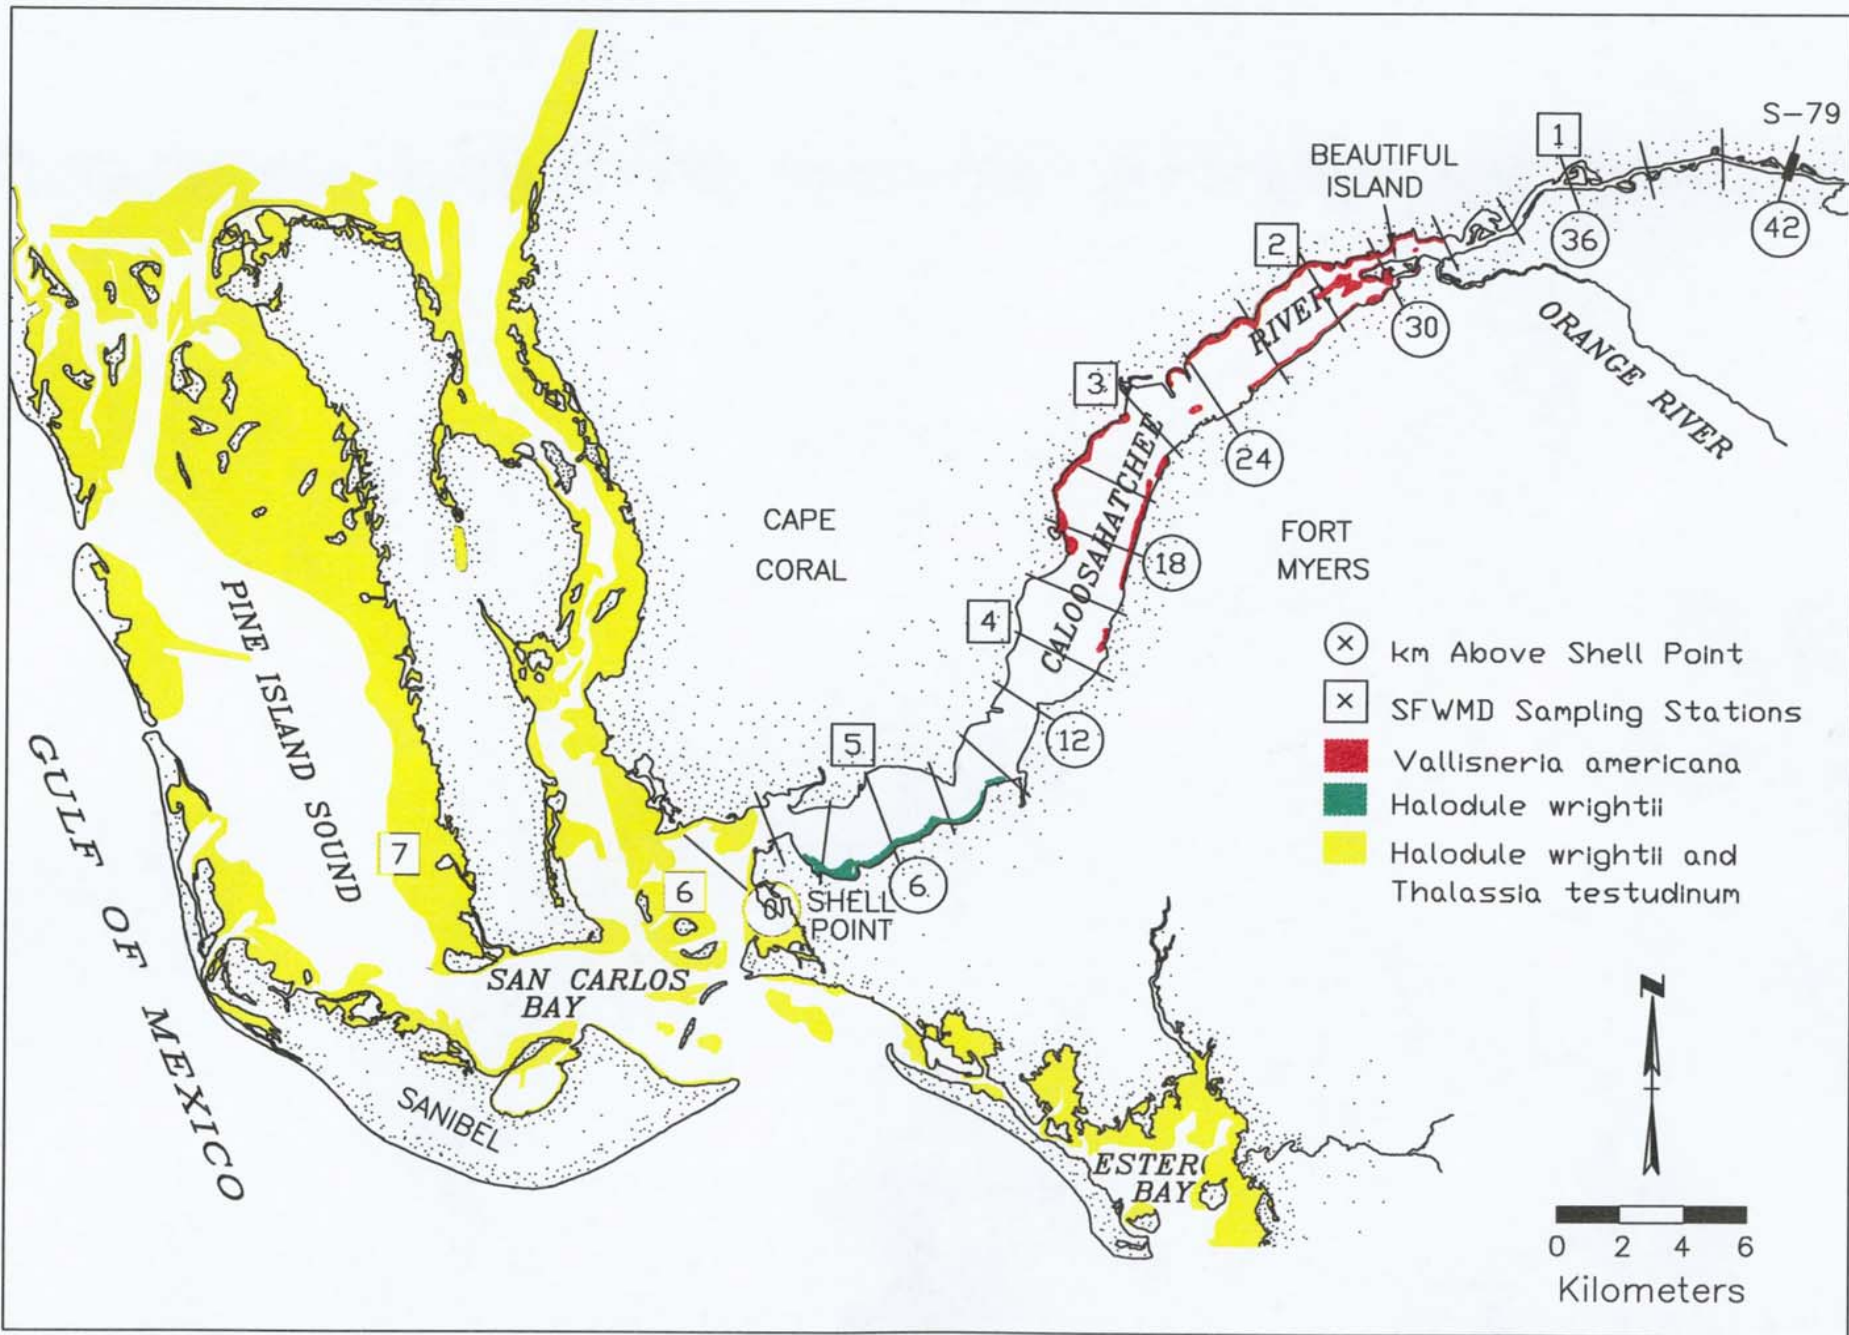 S-79
1
BEAUTIFUL
ISLAND
36
42
2
30
ORANGE RIVER
3
24
CALOOSAHATCHEE RIVER
CAPE
CORAL
FORT
MYERS
18
4
12
5
6
PINE ISLAND SOUND
7
6
0
SHELL
POINT
GULF OF MEXICO
SAN CARLOS
BAY
SANIBEL
ESTERO
BAY
× km Above Shell Point
× SFWMD Sampling Stations
Vallisneria americana
Halodule wrightii
Halodule wrightii and
Thalassia testudinum
N
0 2 4 6
Kilometers